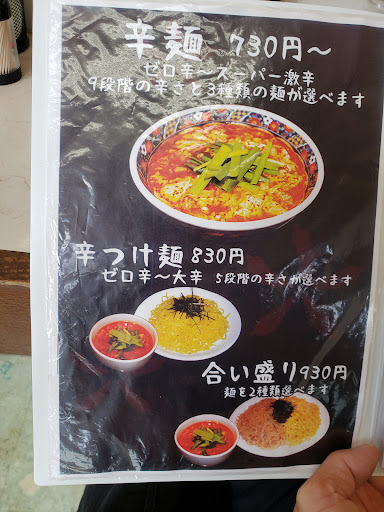 辛麺 730円～
ゼロ辛～スーパー激辛
9段階の辛さと3種類の麺が選べます
辛つけ麺 830円
ゼロ辛～大辛 5段階の辛さが選べます
合い盛り930円
麺を2種類選べます